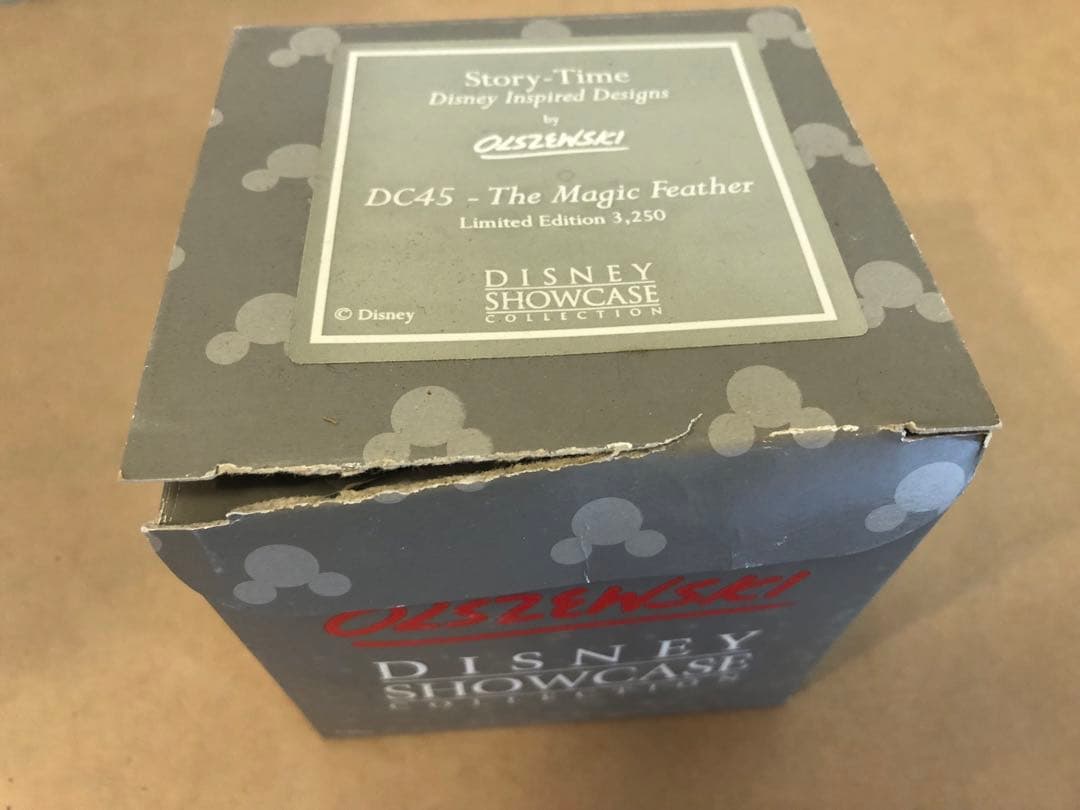 Story-Time
Disney Inspired Designs
by
OLSZEWSKI
DC45 - The Magic Feather
Limited Edition 3,250
DISNEY
SHOWCASE
COLLECTION
© Disney
OLSZEWSKI
DISNEY
SHOWCASE
COLLECTION